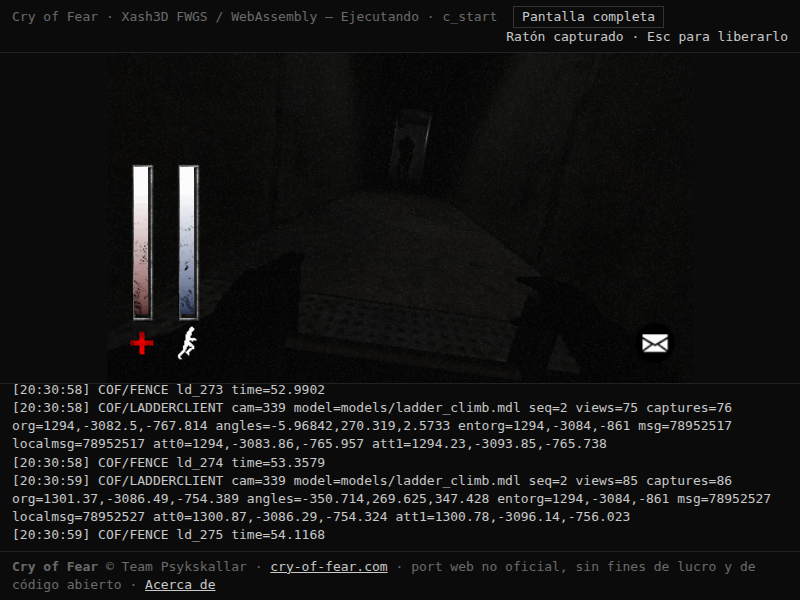 Cry of Fear · Xash3D FWGS / WebAssembly — Ejecutando · c_start
Pantalla completa
Ratón capturado · Esc para liberarlo
[20:30:58] COF/FENCE ld_273 time=52.9902
[20:30:58] COF/LADDERCLIENT cam=339 model=models/ladder_climb.mdl seq=2 views=75 captures=76
org=1294,-3082.5,-767.814 angles=-5.96842,270.319,2.5733 entorg=1294,-3084,-861 msg=78952517
localmsg=78952517 att0=1294,-3083.86,-765.957 att1=1294.23,-3093.85,-765.738
[20:30:58] COF/FENCE ld_274 time=53.3579
[20:30:59] COF/LADDERCLIENT cam=339 model=models/ladder_climb.mdl seq=2 views=85 captures=86
org=1301.37,-3086.49,-754.389 angles=-350.714,269.625,347.428 entorg=1294,-3084,-861 msg=78952527
localmsg=78952527 att0=1300.87,-3086.29,-754.324 att1=1300.78,-3096.14,-756.023
[20:30:59] COF/FENCE ld_275 time=54.1168
Cry of Fear © Team Psykskallar · cry-of-fear.com · port web no oficial, sin fines de lucro y de
código abierto · Acerca de